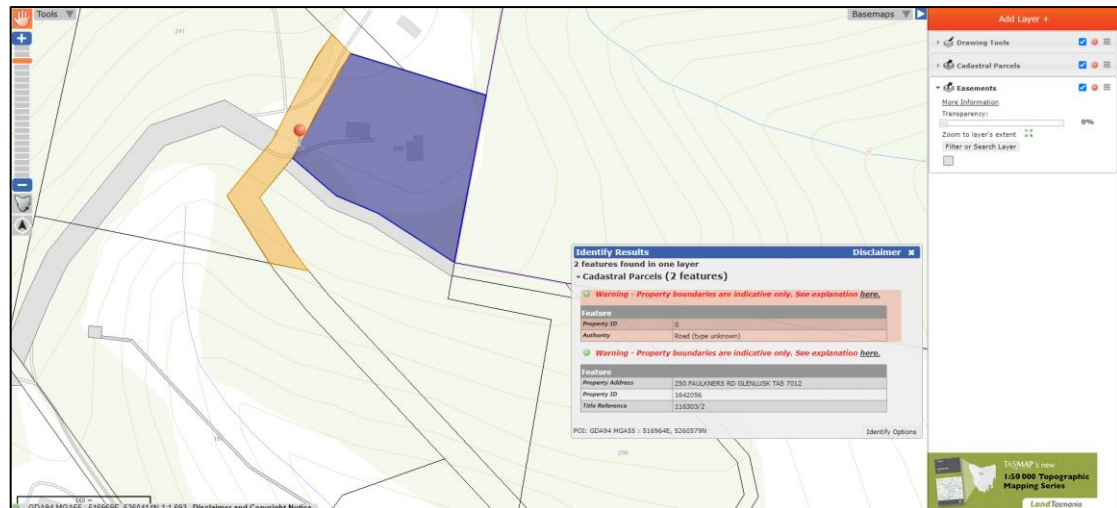 Tools
Basemaps
Add Layer +
Drawing Tools
Cadastral Parcels
Easements
More Information
Transparency:
0%
Zoom to layer's extent
Filter or Search Layer
241
250
Identify Results Disclaimer
2 features found in one layer
Cadastral Parcels (2 features)
Warning - Property boundaries are indicative only. See explanation here.
Feature
Property ID 0
Authority Road (type unknown)
Warning - Property boundaries are indicative only. See explanation here.
Feature
Property Address 250 FAULKNERS RD GLENLUSK TAS 7012
Property ID 1642056
Title Reference 116303/2
POI: GDA94 MGA55 : 516964E, 5260579N Identify Options
TASMAP's new
1:50 000 Topographic
Mapping Series
LandTasmania
Disclaimer and Copyright Notice